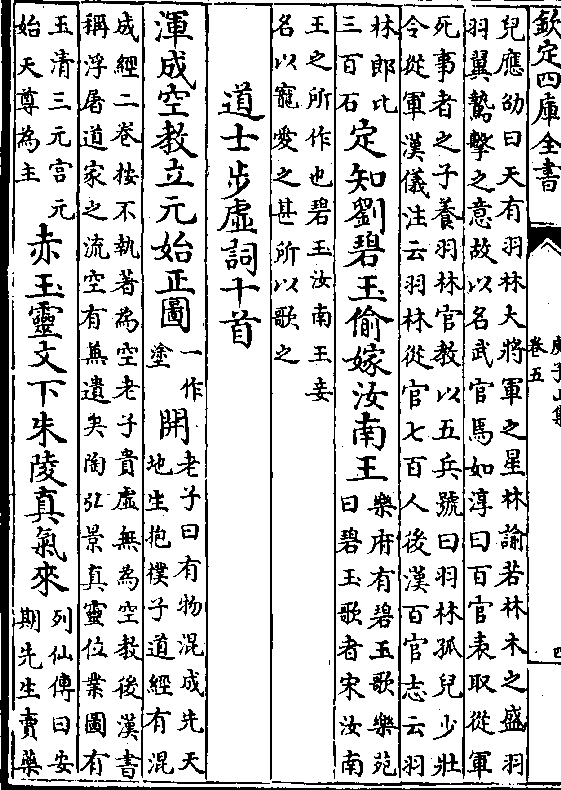 欽定四庫全書
庾子山集
卷五
四
兒應劭曰天有羽林大將軍之星林諭若林木之盛羽
羽翼鷙擊之意故以名武官焉如淳曰百官表取從軍
死事者之子養羽林官教以五兵號曰羽林孤兒少壯
令從軍漢儀注云羽林從官七百人後漢百官志云羽
林郎比
三百石
定知劉碧玉偷嫁汝南王
樂府有碧玉歌樂苑
曰碧玉歌者宋汝南
王之所作也碧玉汝南王妾
名以寵愛之甚所以歌之
道士步虛詞十首
渾成空教立元始正圖
一作
塗
開
老子曰有物混成先天
地生抱樸子道經有混
成經二卷按不執著為空老子貴虛無為空教後漢書
稱浮屠道家之流空有兼遺矣陶弘景真靈位業圖有
玉清三元宮元
始天尊為主
赤玉靈文下朱陵真氣來
列仙傳曰安
期先生賣藥